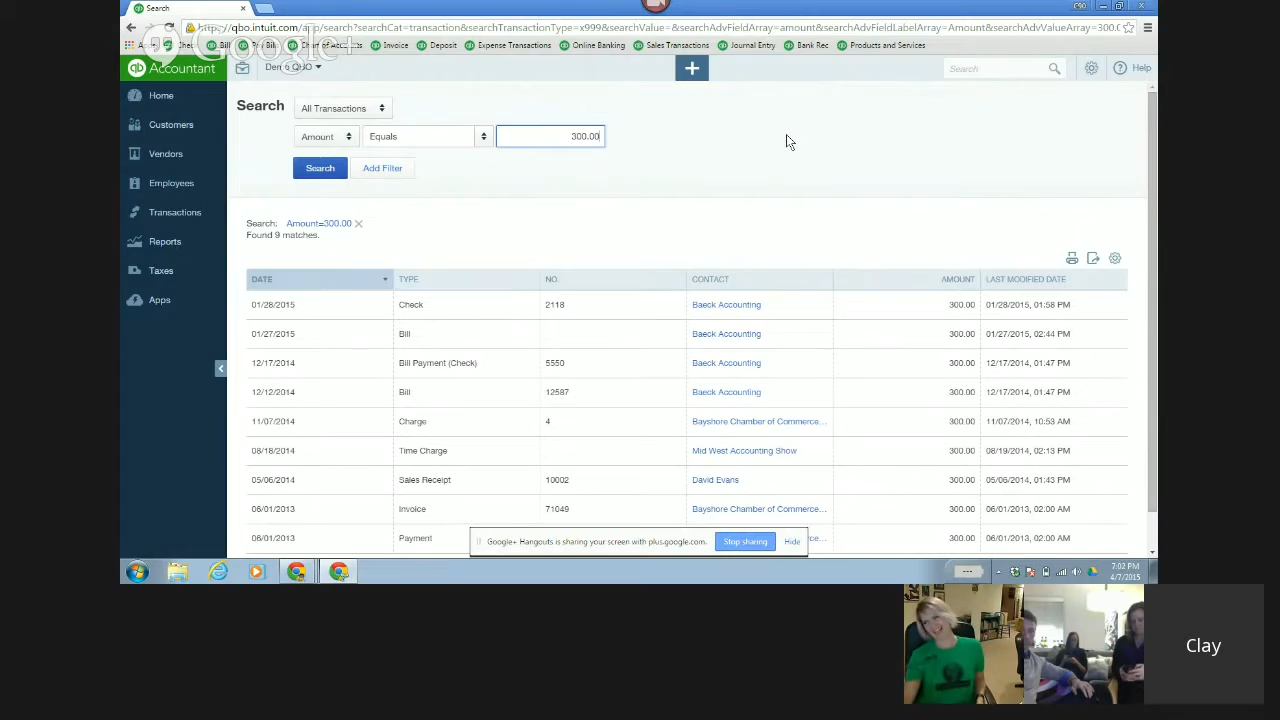 Search
https://qbo.intuit.com/app/search?searchCat=transaction&searchTransactionType=x999&searchValue=&searchAdvFieldArray=amount&searchAdvFieldLabelArray=Amount&searchAdvValueArray=300.0
Google+
Invoice Deposit Expense Transactions Online Banking Sales Transactions Journal Entry Bank Rec Products and Services
qb Accountant
Search
Help
Home
Customers
Vendors
Employees
Transactions
Reports
Taxes
Apps
Search All Transactions
Amount Equals 300.00
Search Add Filter
Search: Amount=300.00
Found 9 matches.
DATE TYPE NO. CONTACT AMOUNT LAST MODIFIED DATE
01/28/2015 Check 2118 Baeck Accounting 300.00 01/28/2015, 01:58 PM
01/27/2015 Bill Baeck Accounting 300.00 01/27/2015, 02:44 PM
12/17/2014 Bill Payment (Check) 5550 Baeck Accounting 300.00 12/17/2014, 01:47 PM
12/12/2014 Bill 12587 Baeck Accounting 300.00 12/17/2014, 01:47 PM
11/07/2014 Charge 4 Bayshore Chamber of Commerce... 300.00 11/07/2014, 10:53 AM
08/18/2014 Time Charge Mid West Accounting Show 300.00 08/19/2014, 02:13 PM
05/06/2014 Sales Receipt 10002 David Evans 300.00 05/06/2014, 01:43 PM
06/01/2013 Invoice 71049 Bayshore Chamber of Commerce... 300.00 06/01/2013, 02:00 AM
06/01/2013 Payment 300.00 06/01/2013, 02:00 AM
Google+ Hangouts is sharing your screen with plus.google.com. Stop sharing Hide
7:02 PM
4/7/2015
Clay